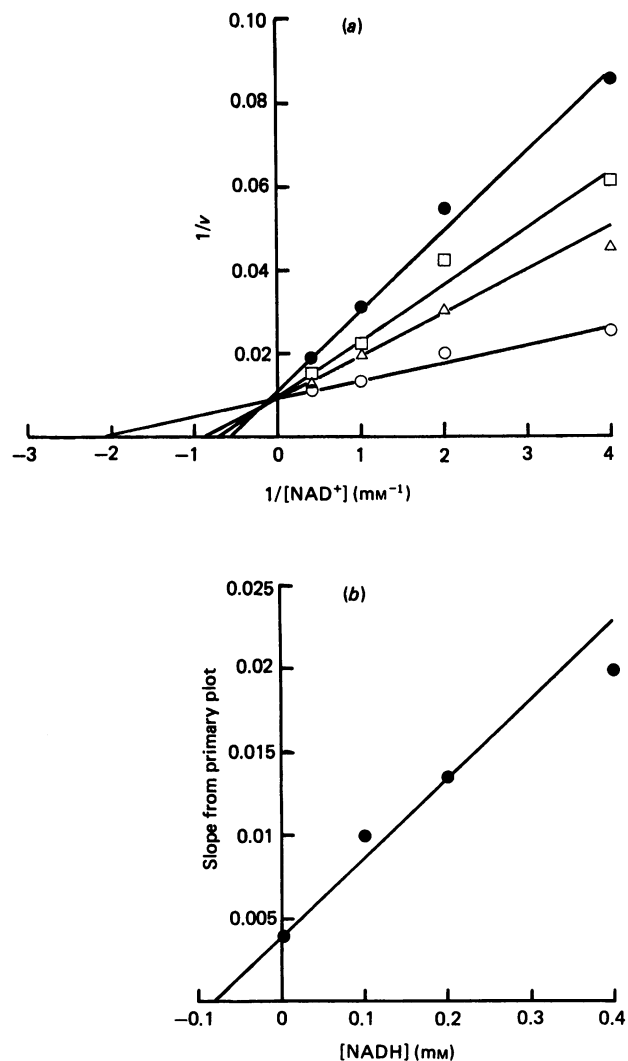 (a)
0.10
0.08
0.06
0.04
0.02
1/v
−3 −2 −1 0 1 2 3 4
1/[NAD⁺] (mM⁻¹)
(b)
0.025
0.02
0.015
0.01
0.005
Slope from primary plot
−0.1 0 0.1 0.2 0.3 0.4
[NADH] (mM)